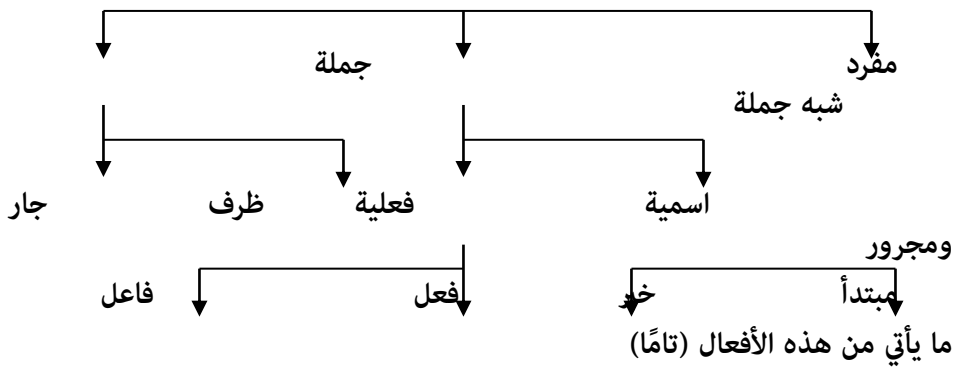 مفرد جملة
شبه جملة
اسمية فعلية ظرف جار
ومجرور
مبتدأ خبر فعل فاعل
ما يأتي من هذه الأفعال (تامًا)